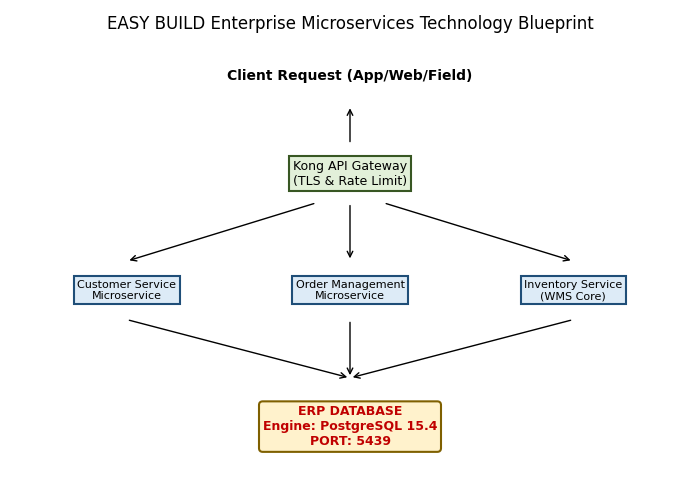 EASY BUILD Enterprise Microservices Technology Blueprint
Client Request (App/Web/Field)
Kong API Gateway
(TLS & Rate Limit)
Customer Service
Microservice
Order Management
Microservice
Inventory Service
(WMS Core)
ERP DATABASE
Engine: PostgreSQL 15.4
PORT: 5439